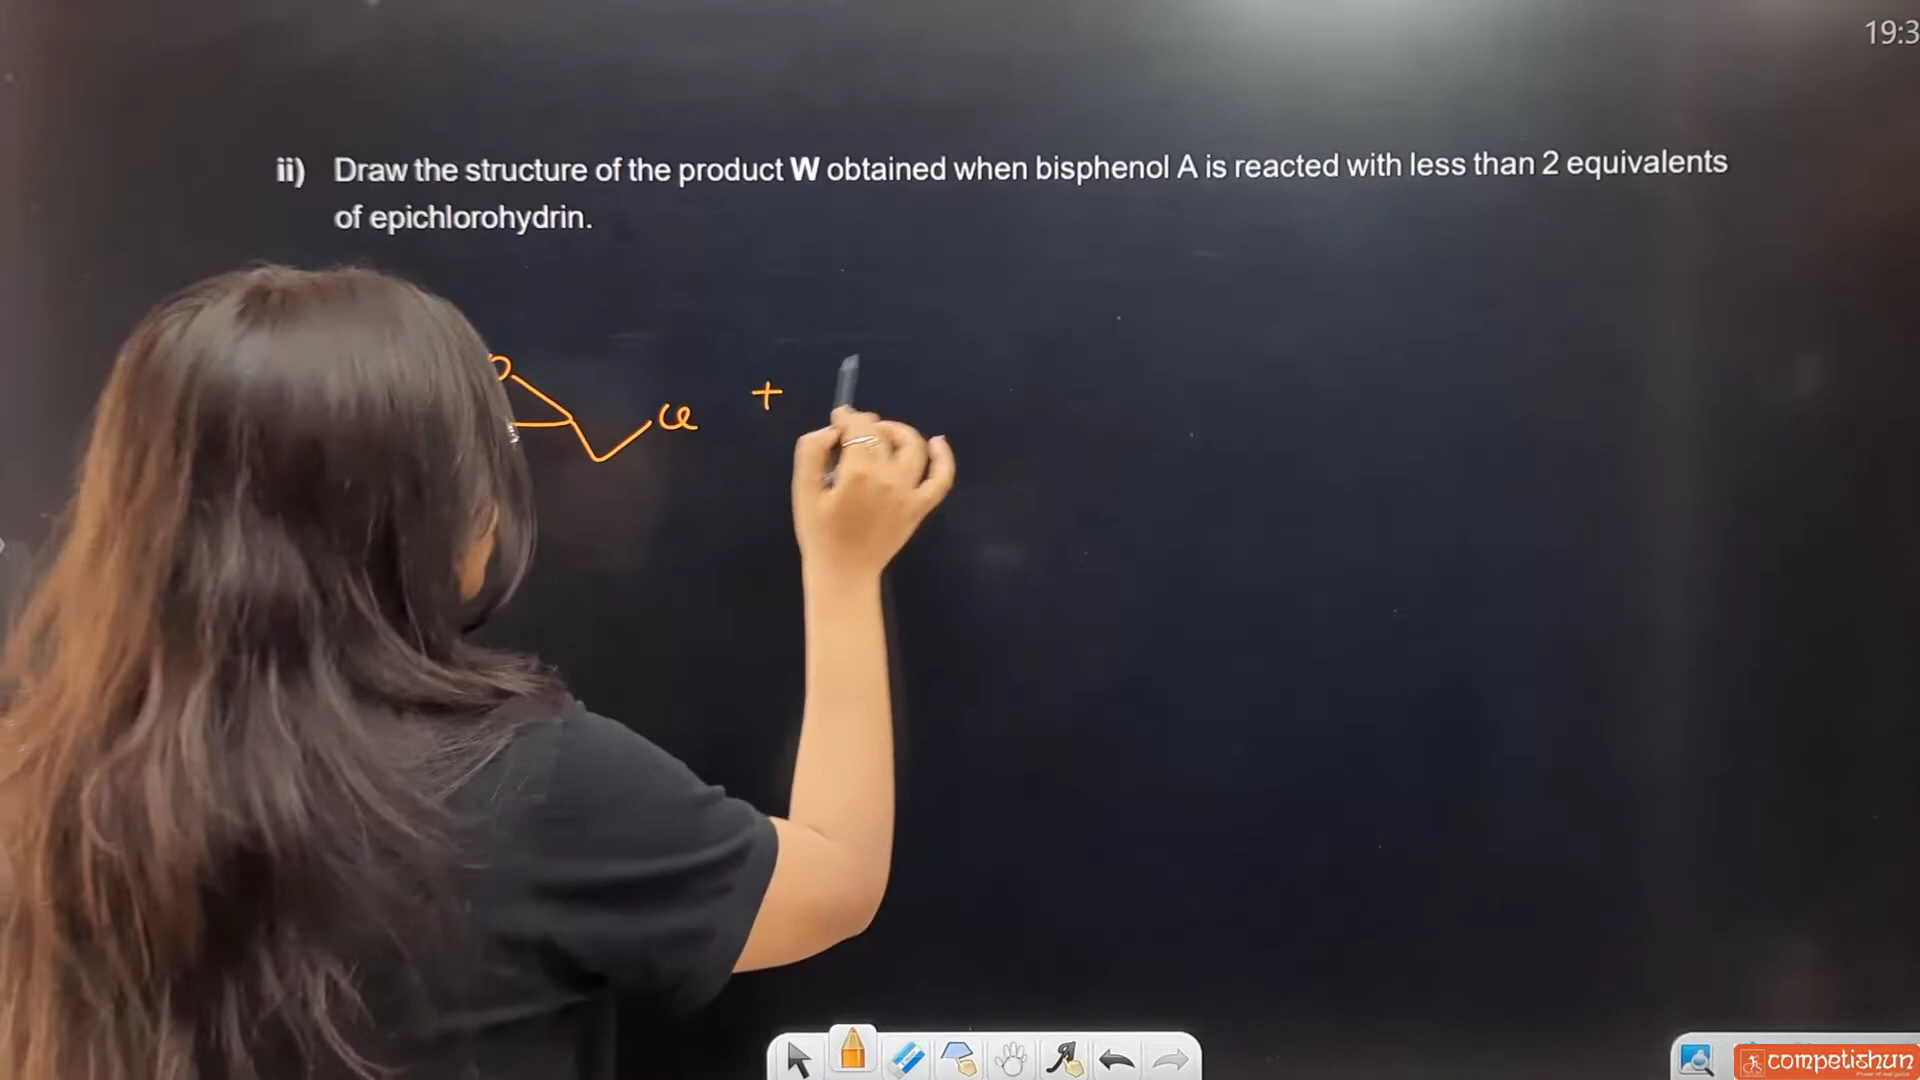 19:3
ii) Draw the structure of the product W obtained when bisphenol A is reacted with less than 2 equivalents
of epichlorohydrin.
O
Cl +
competishun